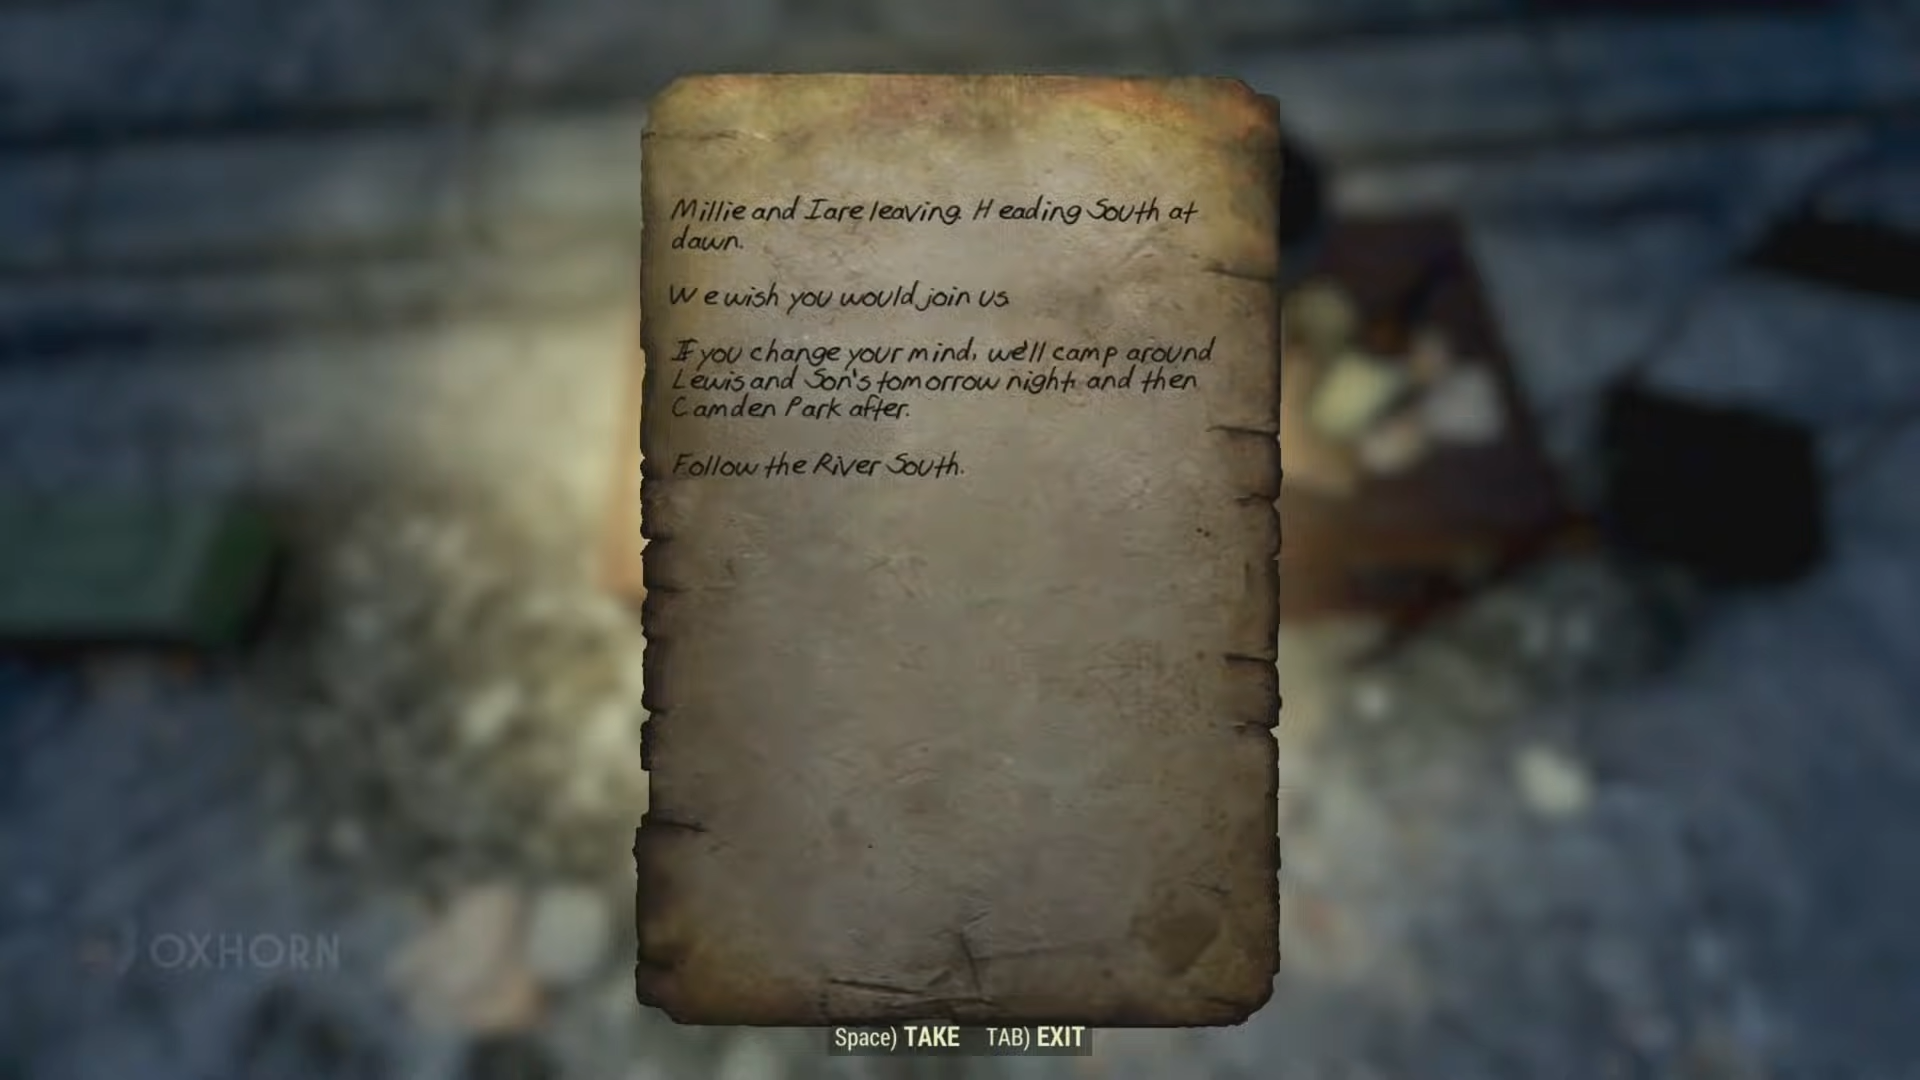 Millie and I are leaving. Heading South at
dawn.
We wish you would join us.
If you change your mind, we'll camp around
Lewis and Son's tomorrow night, and then
Camden Park after.
Follow the River South.
OXHORN
Space) TAKE TAB) EXIT